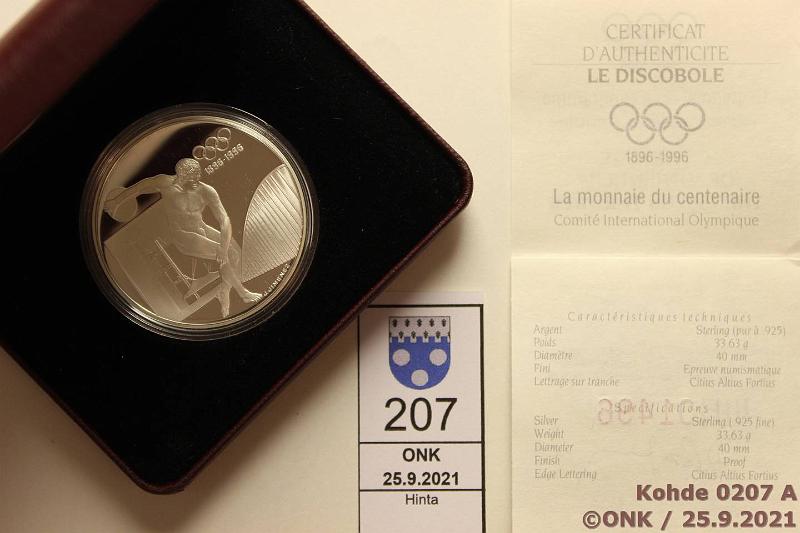 1896-1996
J.JIMENEZ
CERTIFICAT
D'AUTHENTICITE
LE DISCOBOLE
1896-1996
La monnaie du centenaire
Comité International Olympique
Caractéristiques techniques
Argent Sterling (pur à .925)
Poids 33.63 g
Diamètre 40 mm
Fini Epreuve numismatique
Lettrage sur tranche Citius Altius Fortius
Specifications
Silver Sterling (.925 fine)
Weight 33.63 g
Diameter 40 mm
Finish Proof
Edge Lettering Citius Altius Fortius
207
ONK
25.9.2021
Hinta
Kohde 0207 A
©ONK / 25.9.2021